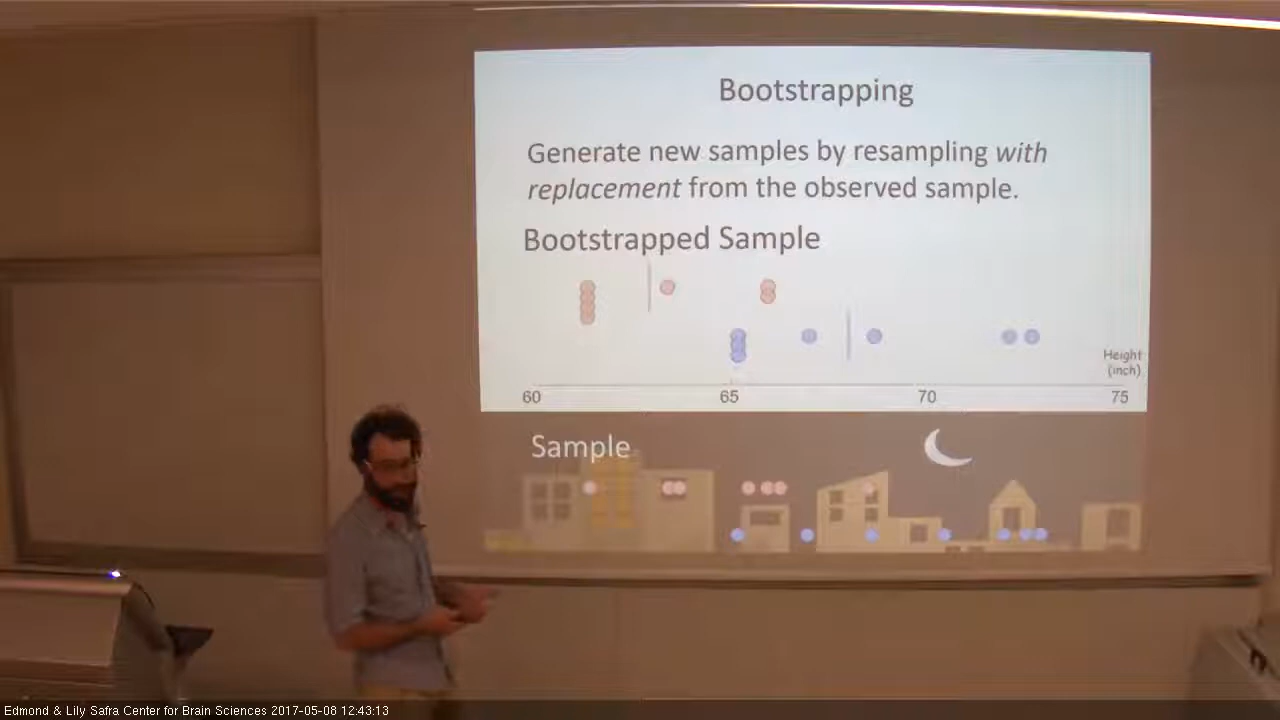 Bootstrapping
Generate new samples by resampling with
replacement from the observed sample.
Bootstrapped Sample
Height
(inch)
60 65 70 75
Sample
Edmond & Lily Safra Center for Brain Sciences 2017-05-08 12:43:13